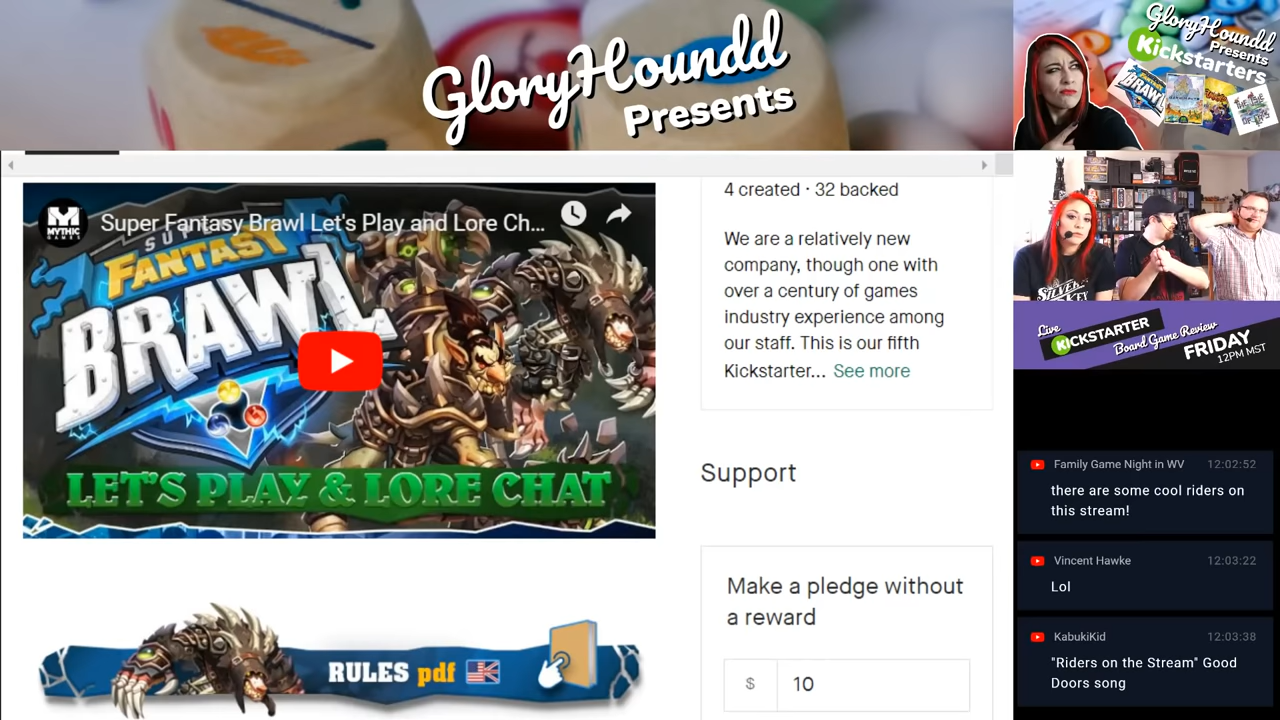 GloryHoundd
Presents
GloryHoundd
Presents
Kickstarters
BRAWL
MYTHIC
GAMES
Super Fantasy Brawl Let's Play and Lore Ch...
SUPER
FANTASY
BRAWL
LET'S PLAY & LORE CHAT
RULES pdf
4 created · 32 backed
We are a relatively new
company, though one with
over a century of games
industry experience among
our staff. This is our fifth
Kickstarter... See more
Support
Make a pledge without
a reward
$ 10
SILVER
KEY
Live
KICKSTARTER
Board Game Review
FRIDAY
12PM MST
Family Game Night in WV 12:02:52
there are some cool riders on
this stream!
Vincent Hawke 12:03:22
Lol
KabukiKid 12:03:38
"Riders on the Stream" Good
Doors song